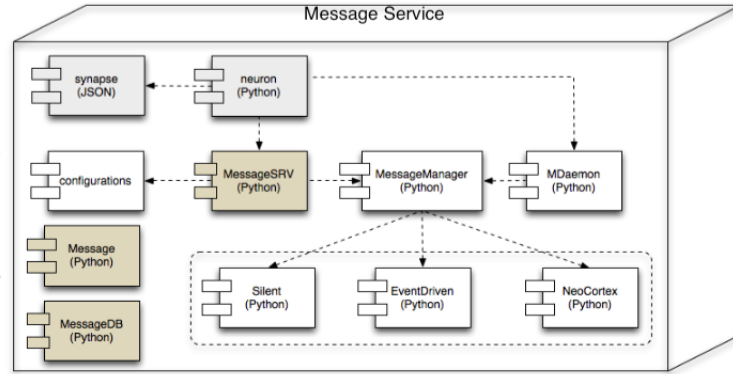 Message Service
synapse
(JSON)
neuron
(Python)
configurations
MessageSRV
(Python)
MessageManager
(Python)
MDaemon
(Python)
Message
(Python)
MessageDB
(Python)
Silent
(Python)
EventDriven
(Python)
NeoCortex
(Python)